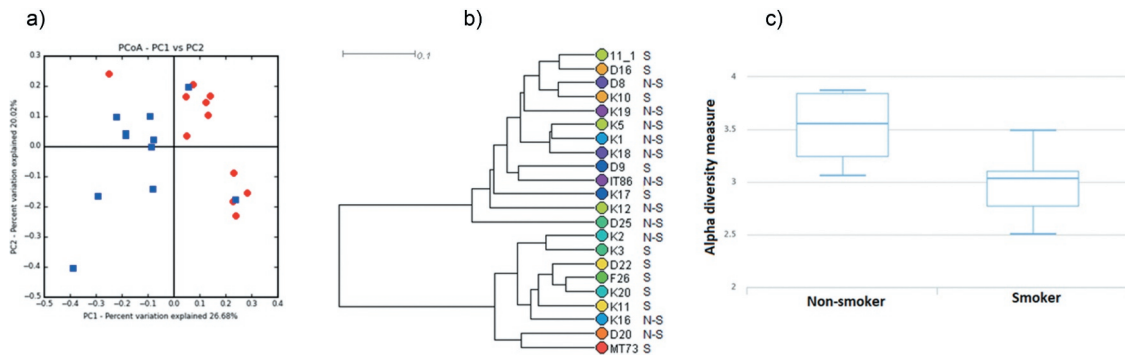 a)
PCoA - PC1 vs PC2
PC2 - Percent variation explained 20.02%
0.3
0.2
0.1
0.0
−0.1
−0.2
−0.3
−0.4
−0.5
−0.5 −0.4 −0.3 −0.2 −0.1 0.0 0.1 0.2 0.3 0.4
PC1 - Percent variation explained 26.68%
b)
0.1
11_1 S
D16 S
D8 N-S
K10 S
K19 N-S
K5 N-S
K1 N-S
K18 N-S
D9 S
IT86 N-S
K17 S
K12 N-S
D25 N-S
K2 N-S
K3 S
D22 S
F26 S
K20 S
K11 S
K16 N-S
D20 N-S
MT73 S
c)
Alpha diversity measure
4
3.5
3
2.5
2
Non-smoker Smoker